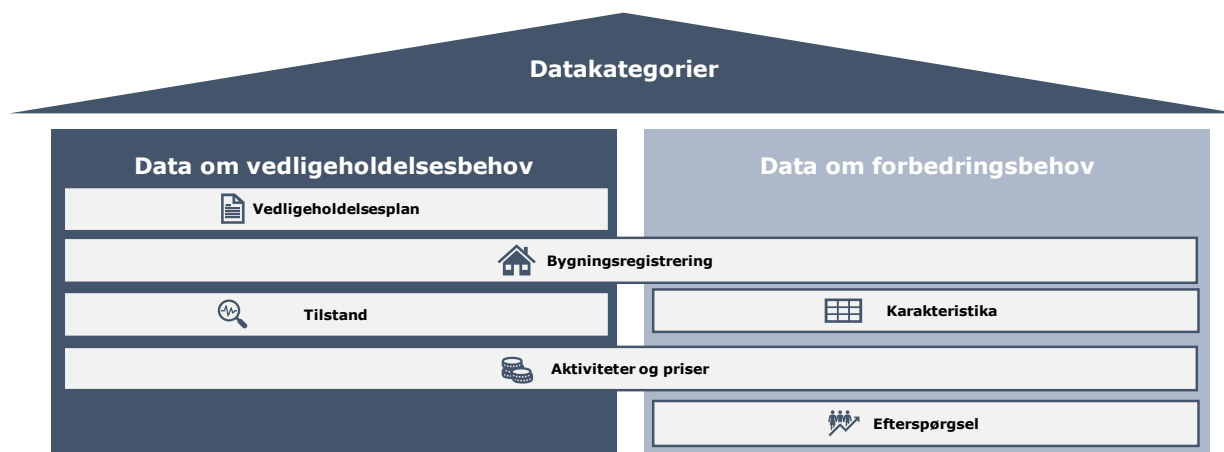 Datakategorier
Data om vedligeholdelsesbehov
Data om forbedringsbehov
Vedligeholdelsesplan
Bygningsregistrering
Tilstand
Karakteristika
Aktiviteter og priser
Efterspørgsel